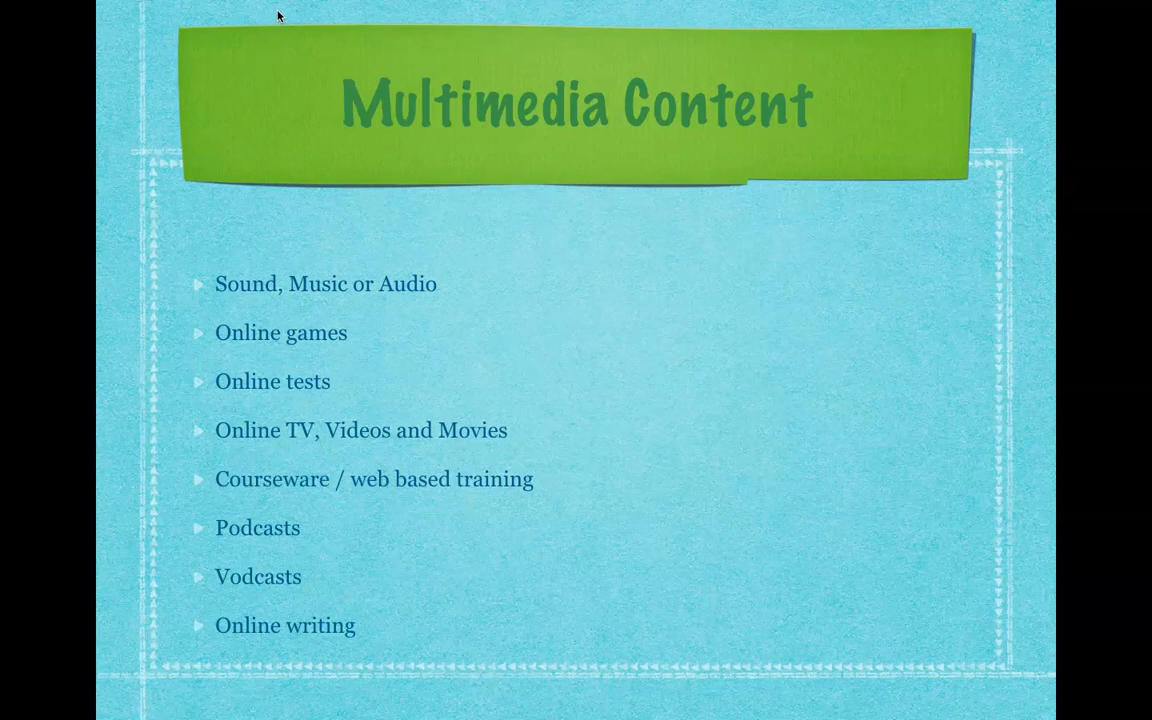 Multimedia Content
Sound, Music or Audio
Online games
Online tests
Online TV, Videos and Movies
Courseware / web based training
Podcasts
Vodcasts
Online writing